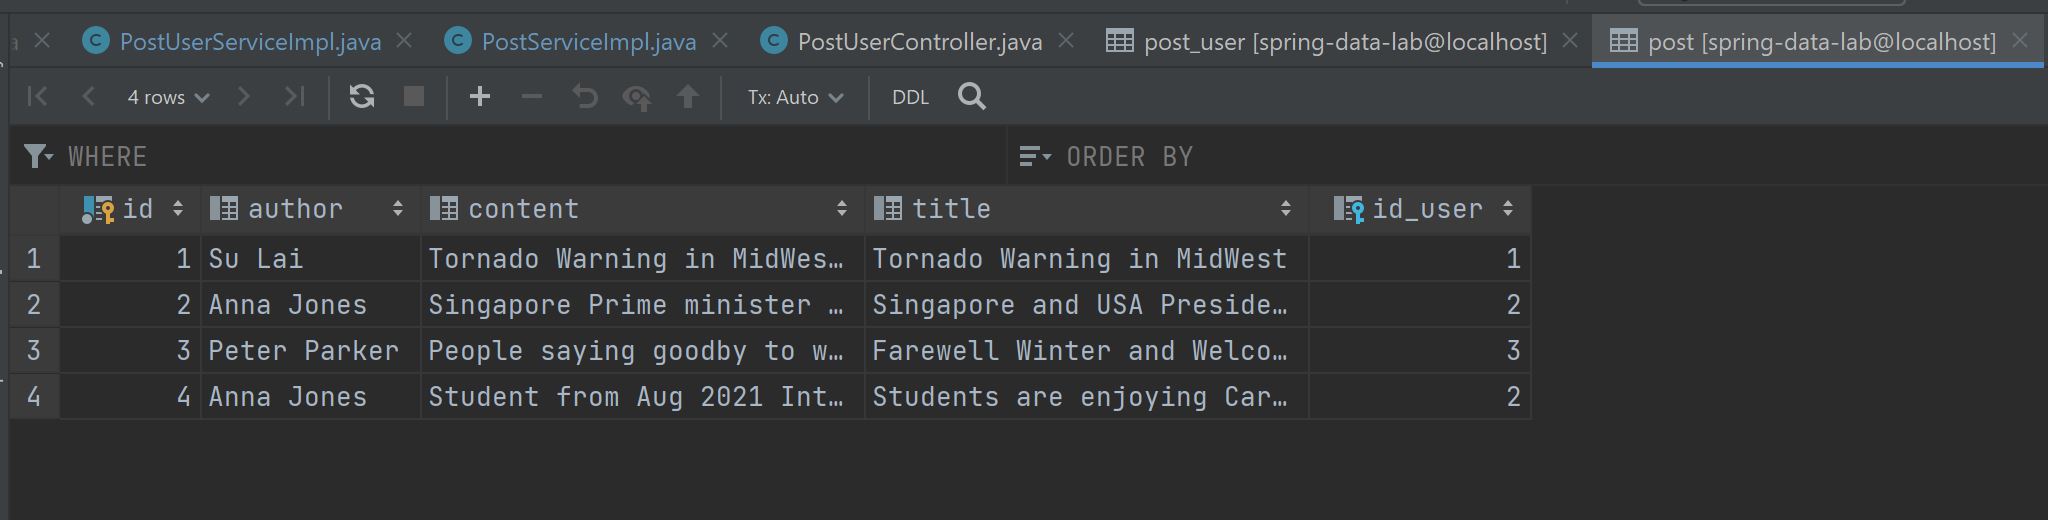 PostUserServiceImpl.java PostServiceImpl.java PostUserController.java post_user [spring-data-lab@localhost] post [spring-data-lab@localhost]
4 rows Tx: Auto DDL
WHERE ORDER BY
id author content title id_user
1 1 Su Lai Tornado Warning in MidWes… Tornado Warning in MidWest 1
2 2 Anna Jones Singapore Prime minister … Singapore and USA Preside… 2
3 3 Peter Parker People saying goodby to w… Farewell Winter and Welco… 3
4 4 Anna Jones Student from Aug 2021 Int… Students are enjoying Car… 2